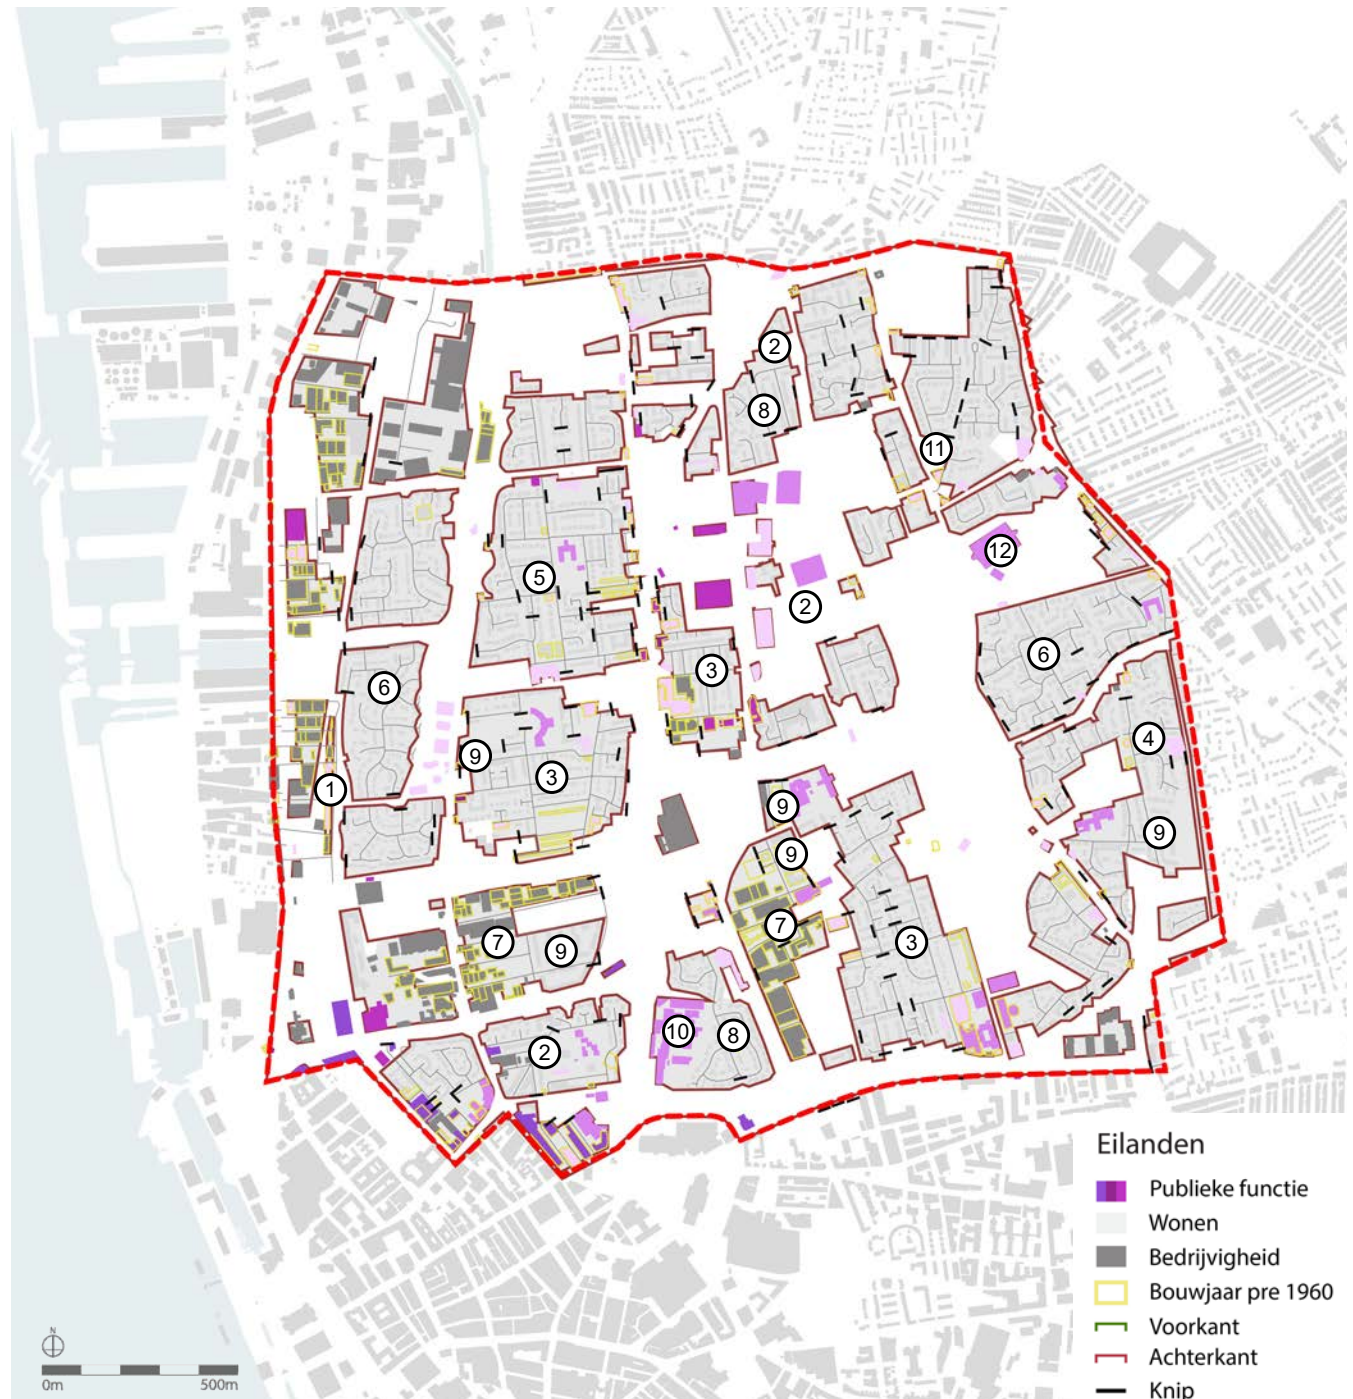 2
8
11
12
5
2
3
6
6
4
9
3
1
9
9
9
7
7
9
3
10
8
2
Eilanden
Publieke functie
Wonen
Bedrijvigheid
Bouwjaar pre 1960
Voorkant
Achterkant
Knip
N
0m 500m